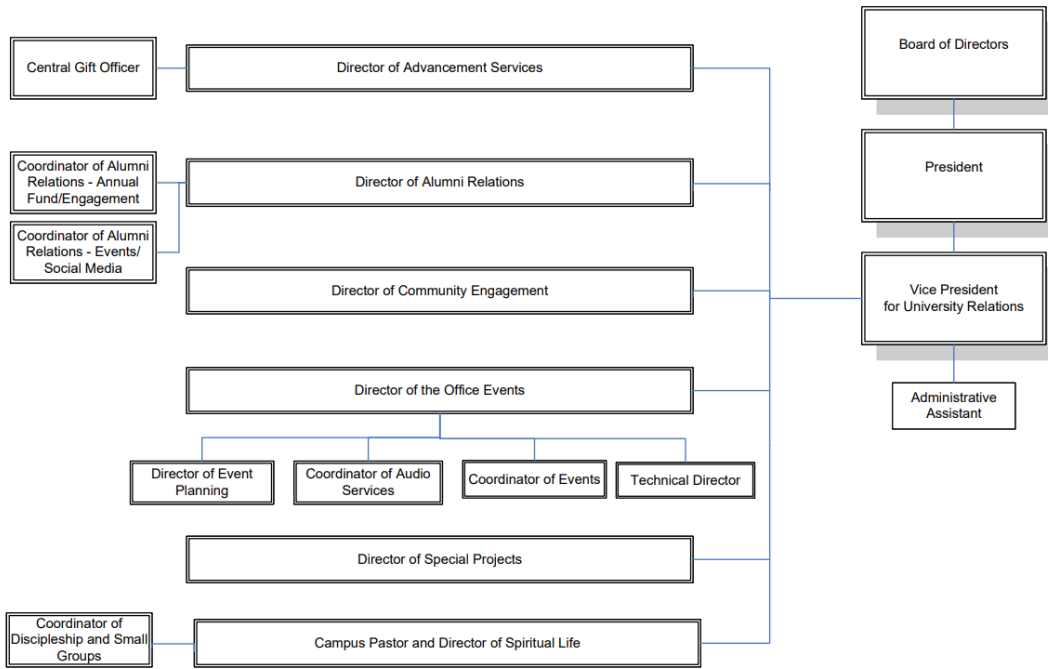 Board of Directors
Central Gift Officer
Director of Advancement Services
President
Coordinator of Alumni
Relations - Annual
Fund/Engagement
Director of Alumni Relations
Coordinator of Alumni
Relations - Events/
Social Media
Director of Community Engagement
Vice President
for University Relations
Director of the Office Events
Administrative
Assistant
Director of Event
Planning
Coordinator of Audio
Services
Coordinator of Events
Technical Director
Director of Special Projects
Coordinator of
Discipleship and Small
Groups
Campus Pastor and Director of Spiritual Life